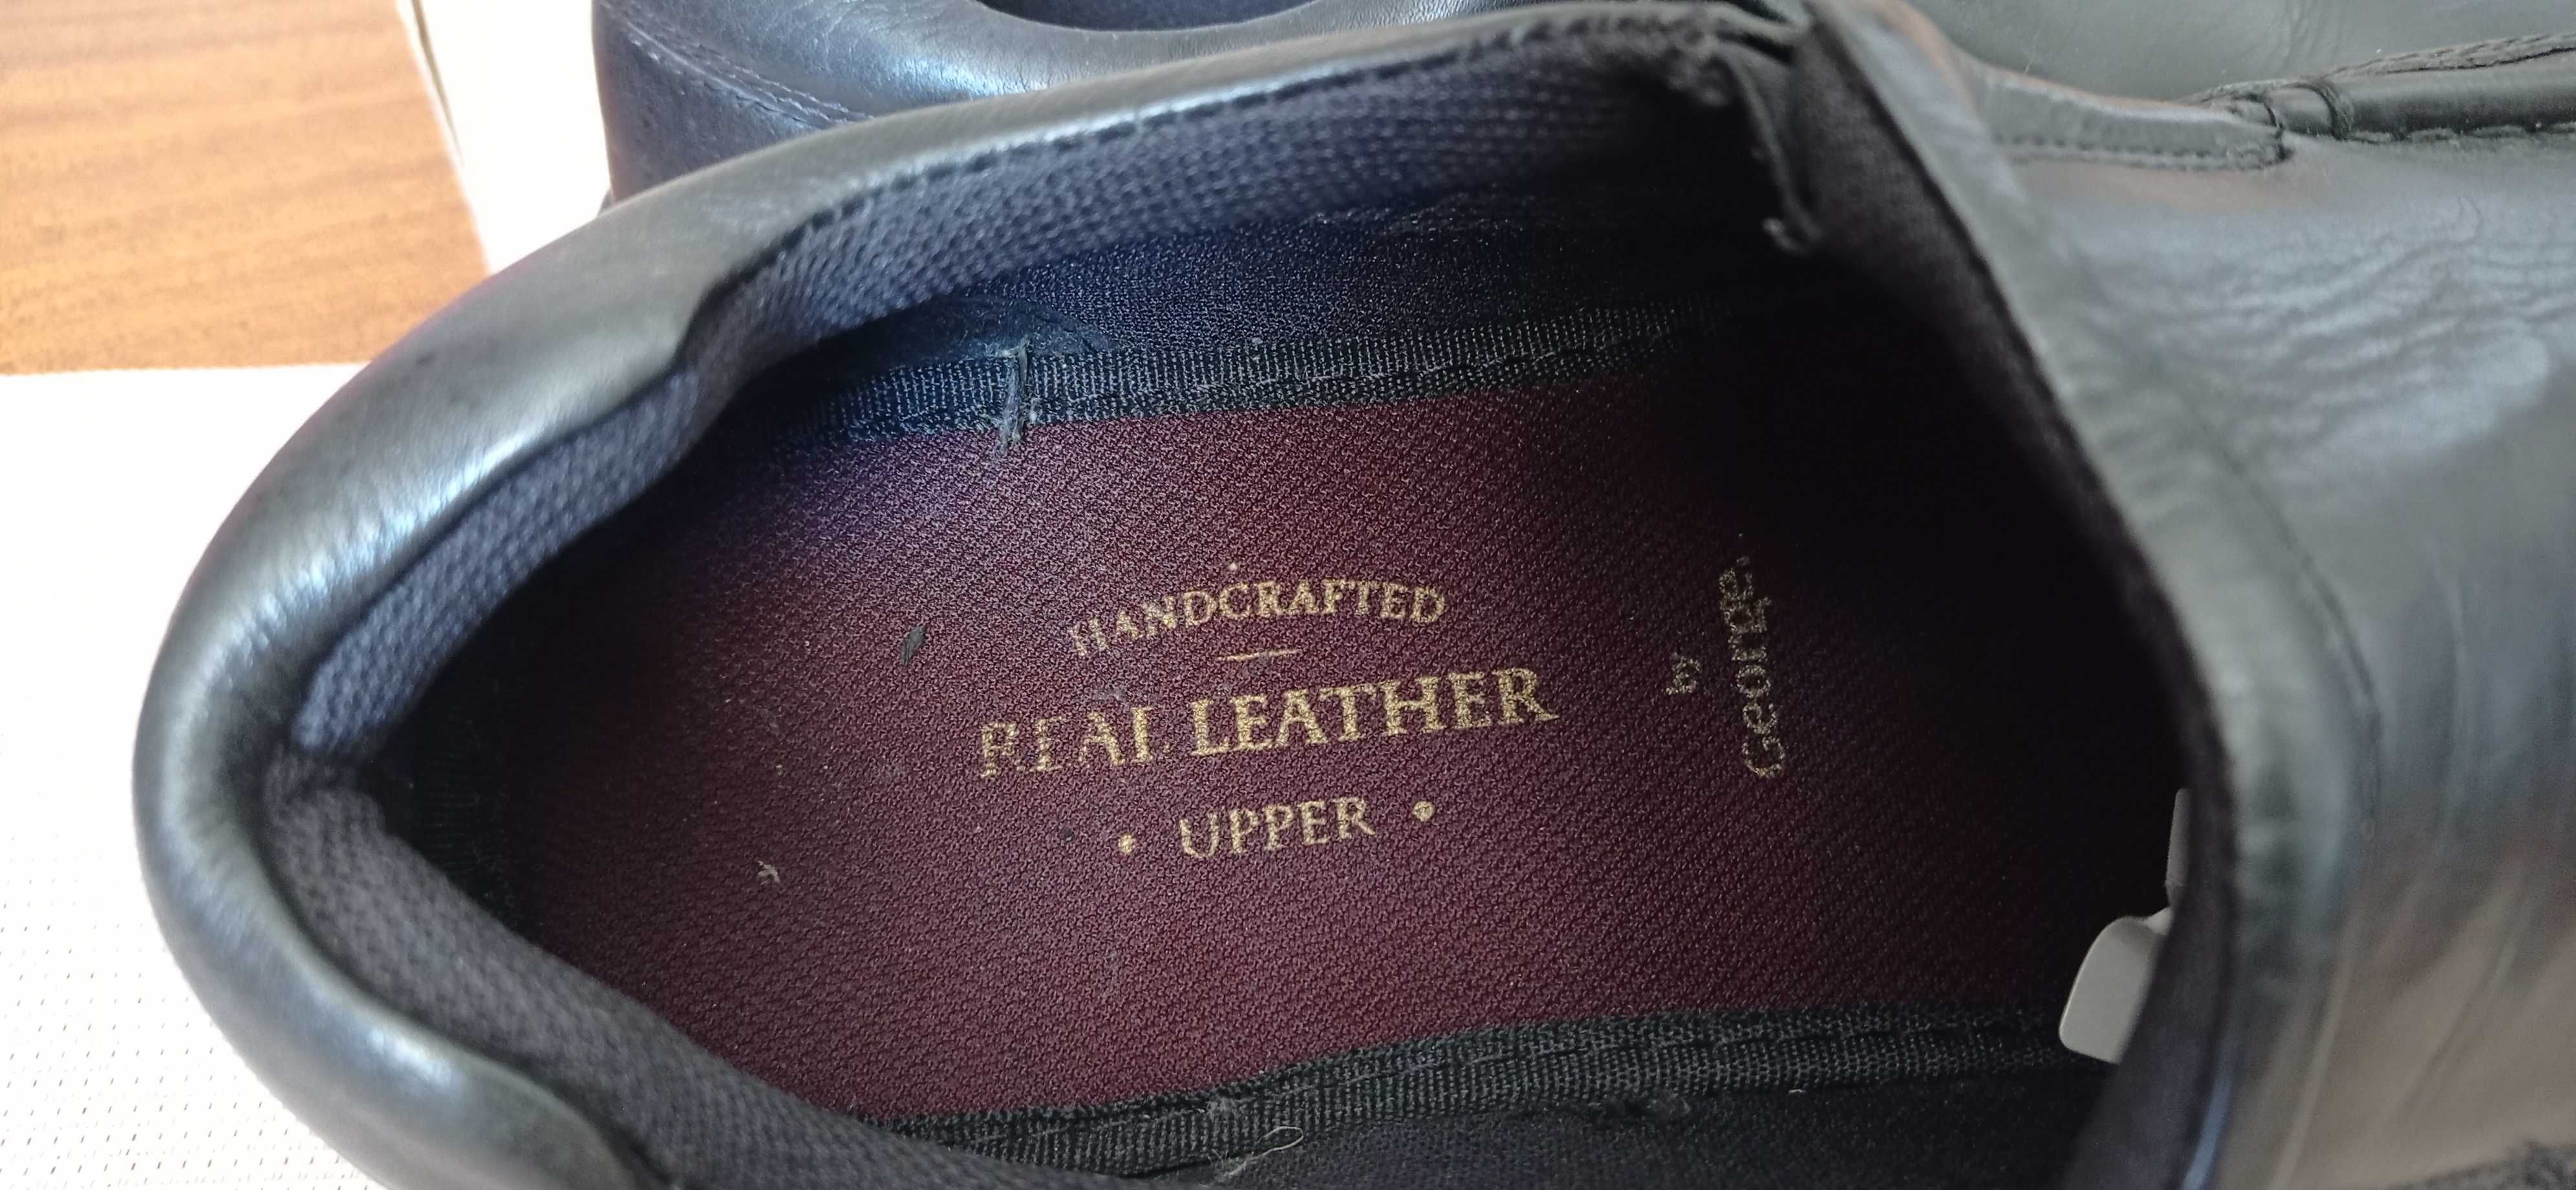 HANDCRAFTED
REAL LEATHER
• UPPER •
by
George.